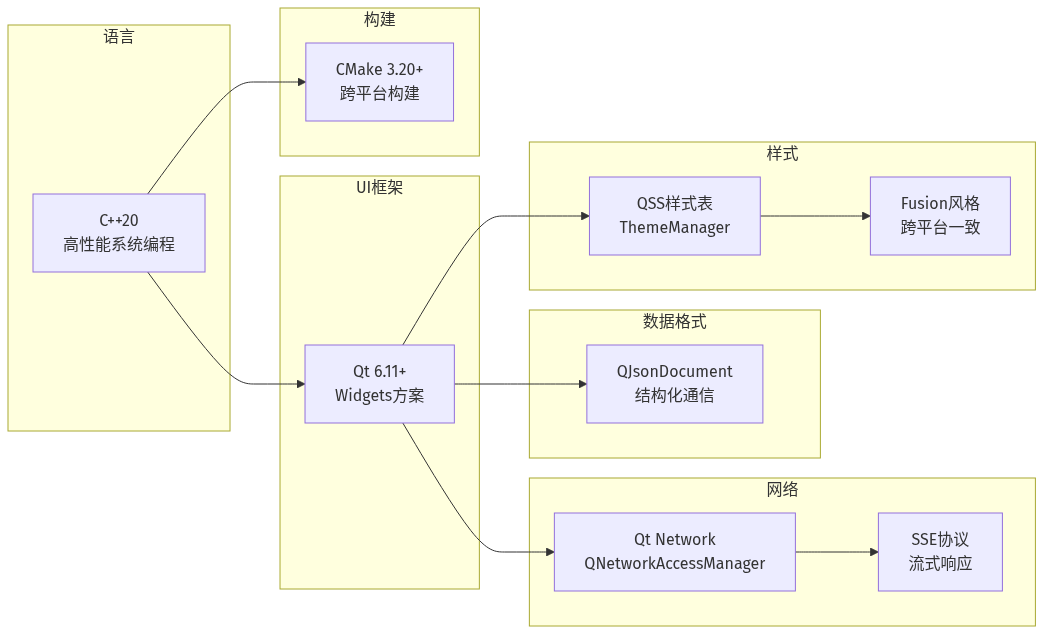 语言
C++20
高性能系统编程
构建
CMake 3.20+
跨平台构建
UI框架
Qt 6.11+
Widgets方案
样式
QSS样式表
ThemeManager
Fusion风格
跨平台一致
数据格式
QJsonDocument
结构化通信
网络
Qt Network
QNetworkAccessManager
SSE协议
流式响应